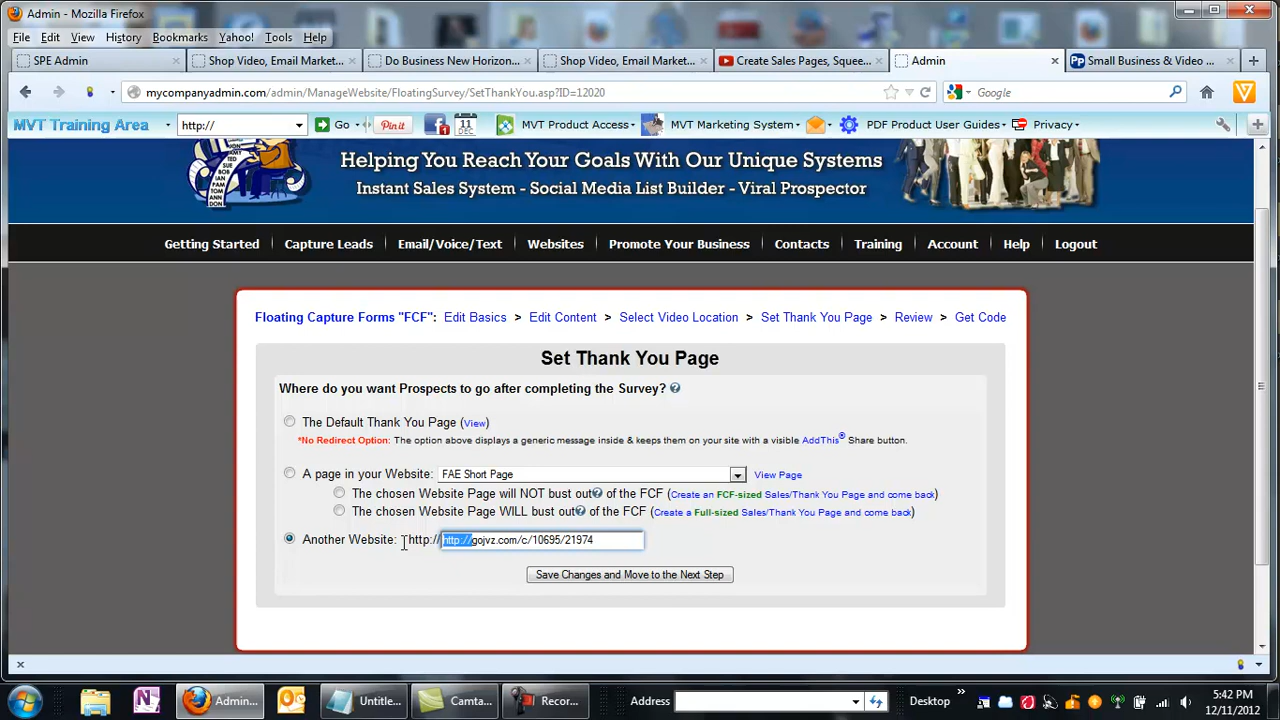 Admin - Mozilla Firefox
File Edit View History Bookmarks Yahoo! Tools Help
SPE Admin Shop Video, Email Market... Do Business New Horizon... Shop Video, Email Market... Create Sales Pages, Squee... Admin Small Business & Video ...
mycompanyadmin.com/admin/ManageWebsite/FloatingSurvey/SetThankYou.asp?ID=12020 Google
MVT Training Area http:// Go Pin it 11 DEC MVT Product Access MVT Marketing System PDF Product User Guides Privacy
Helping You Reach Your Goals With Our Unique Systems
Instant Sales System - Social Media List Builder - Viral Prospector
Getting Started Capture Leads Email/Voice/Text Websites Promote Your Business Contacts Training Account Help Logout
Floating Capture Forms "FCF": Edit Basics > Edit Content > Select Video Location > Set Thank You Page > Review > Get Code
Set Thank You Page
Where do you want Prospects to go after completing the Survey?
The Default Thank You Page (View)
*No Redirect Option: The option above displays a generic message inside & keeps them on your site with a visible AddThis® Share button.
A page in your Website: FAE Short Page View Page
The chosen Website Page will NOT bust out of the FCF (Create an FCF-sized Sales/Thank You Page and come back)
The chosen Website Page WILL bust out of the FCF (Create a Full-sized Sales/Thank You Page and come back)
Another Website: http:// http://gojvz.com/c/10695/21974
Save Changes and Move to the Next Step
Admin... Untitle... Camta... Recor... Address Desktop 5:42 PM
12/11/2012